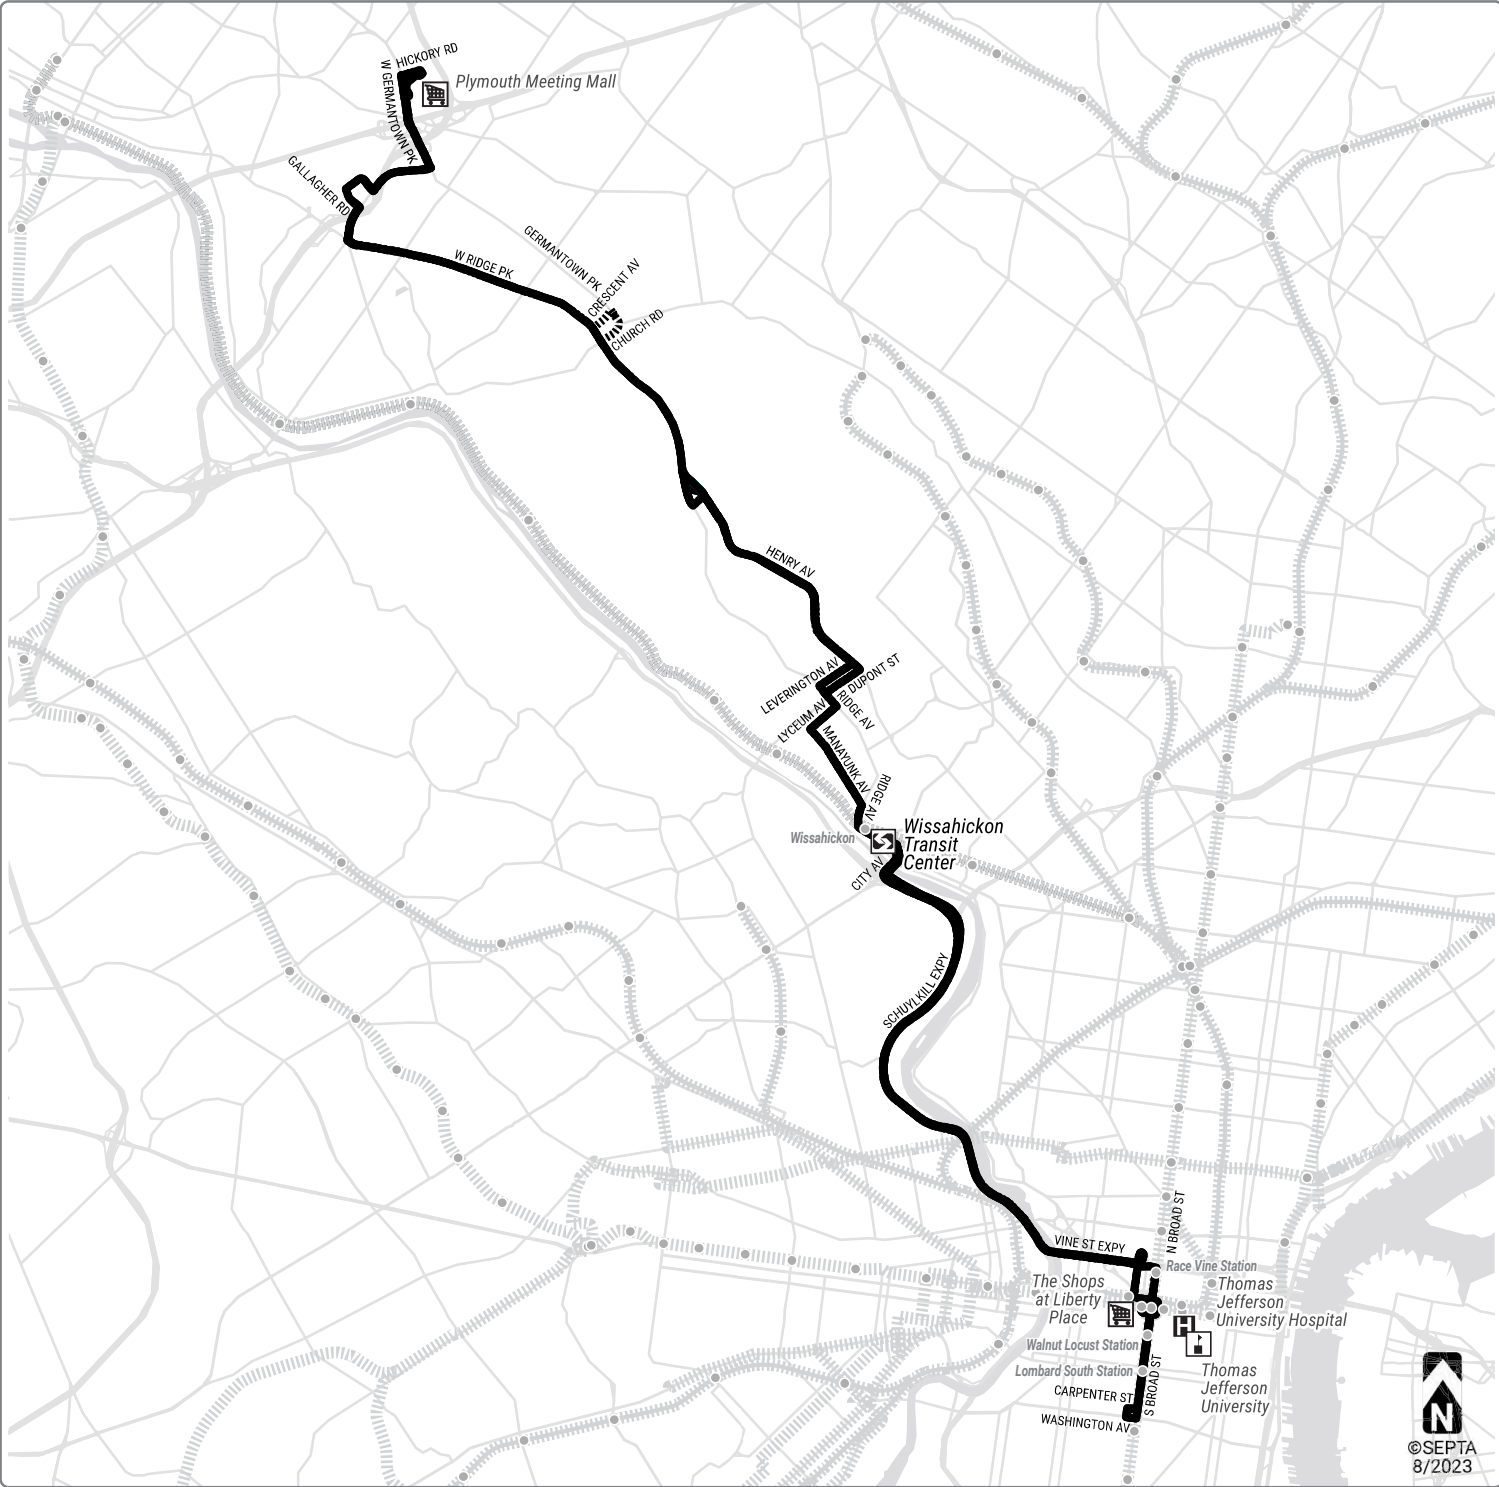 HICKORY RD
W GERMANTOWN PK
Plymouth Meeting Mall
GALLAGHER RD
W RIDGE PK
GERMANTOWN PK
CRESCENT AV
CHURCH RD
HENRY AV
LEVERINGTON AV
DUPONT ST
RIDGE AV
LYCEUM AV
MANAYUNK AV
RIDGE AV
Wissahickon
Wissahickon
Transit
Center
CITY AV
SCHUYLKILL EXPY
VINE ST EXPY
N BROAD ST
Race Vine Station
The Shops
at Liberty
Place
Thomas
Jefferson
University Hospital
H
Walnut Locust Station
Lombard South Station
S BROAD ST
Thomas
Jefferson
University
CARPENTER ST
WASHINGTON AV
N
©SEPTA
8/2023